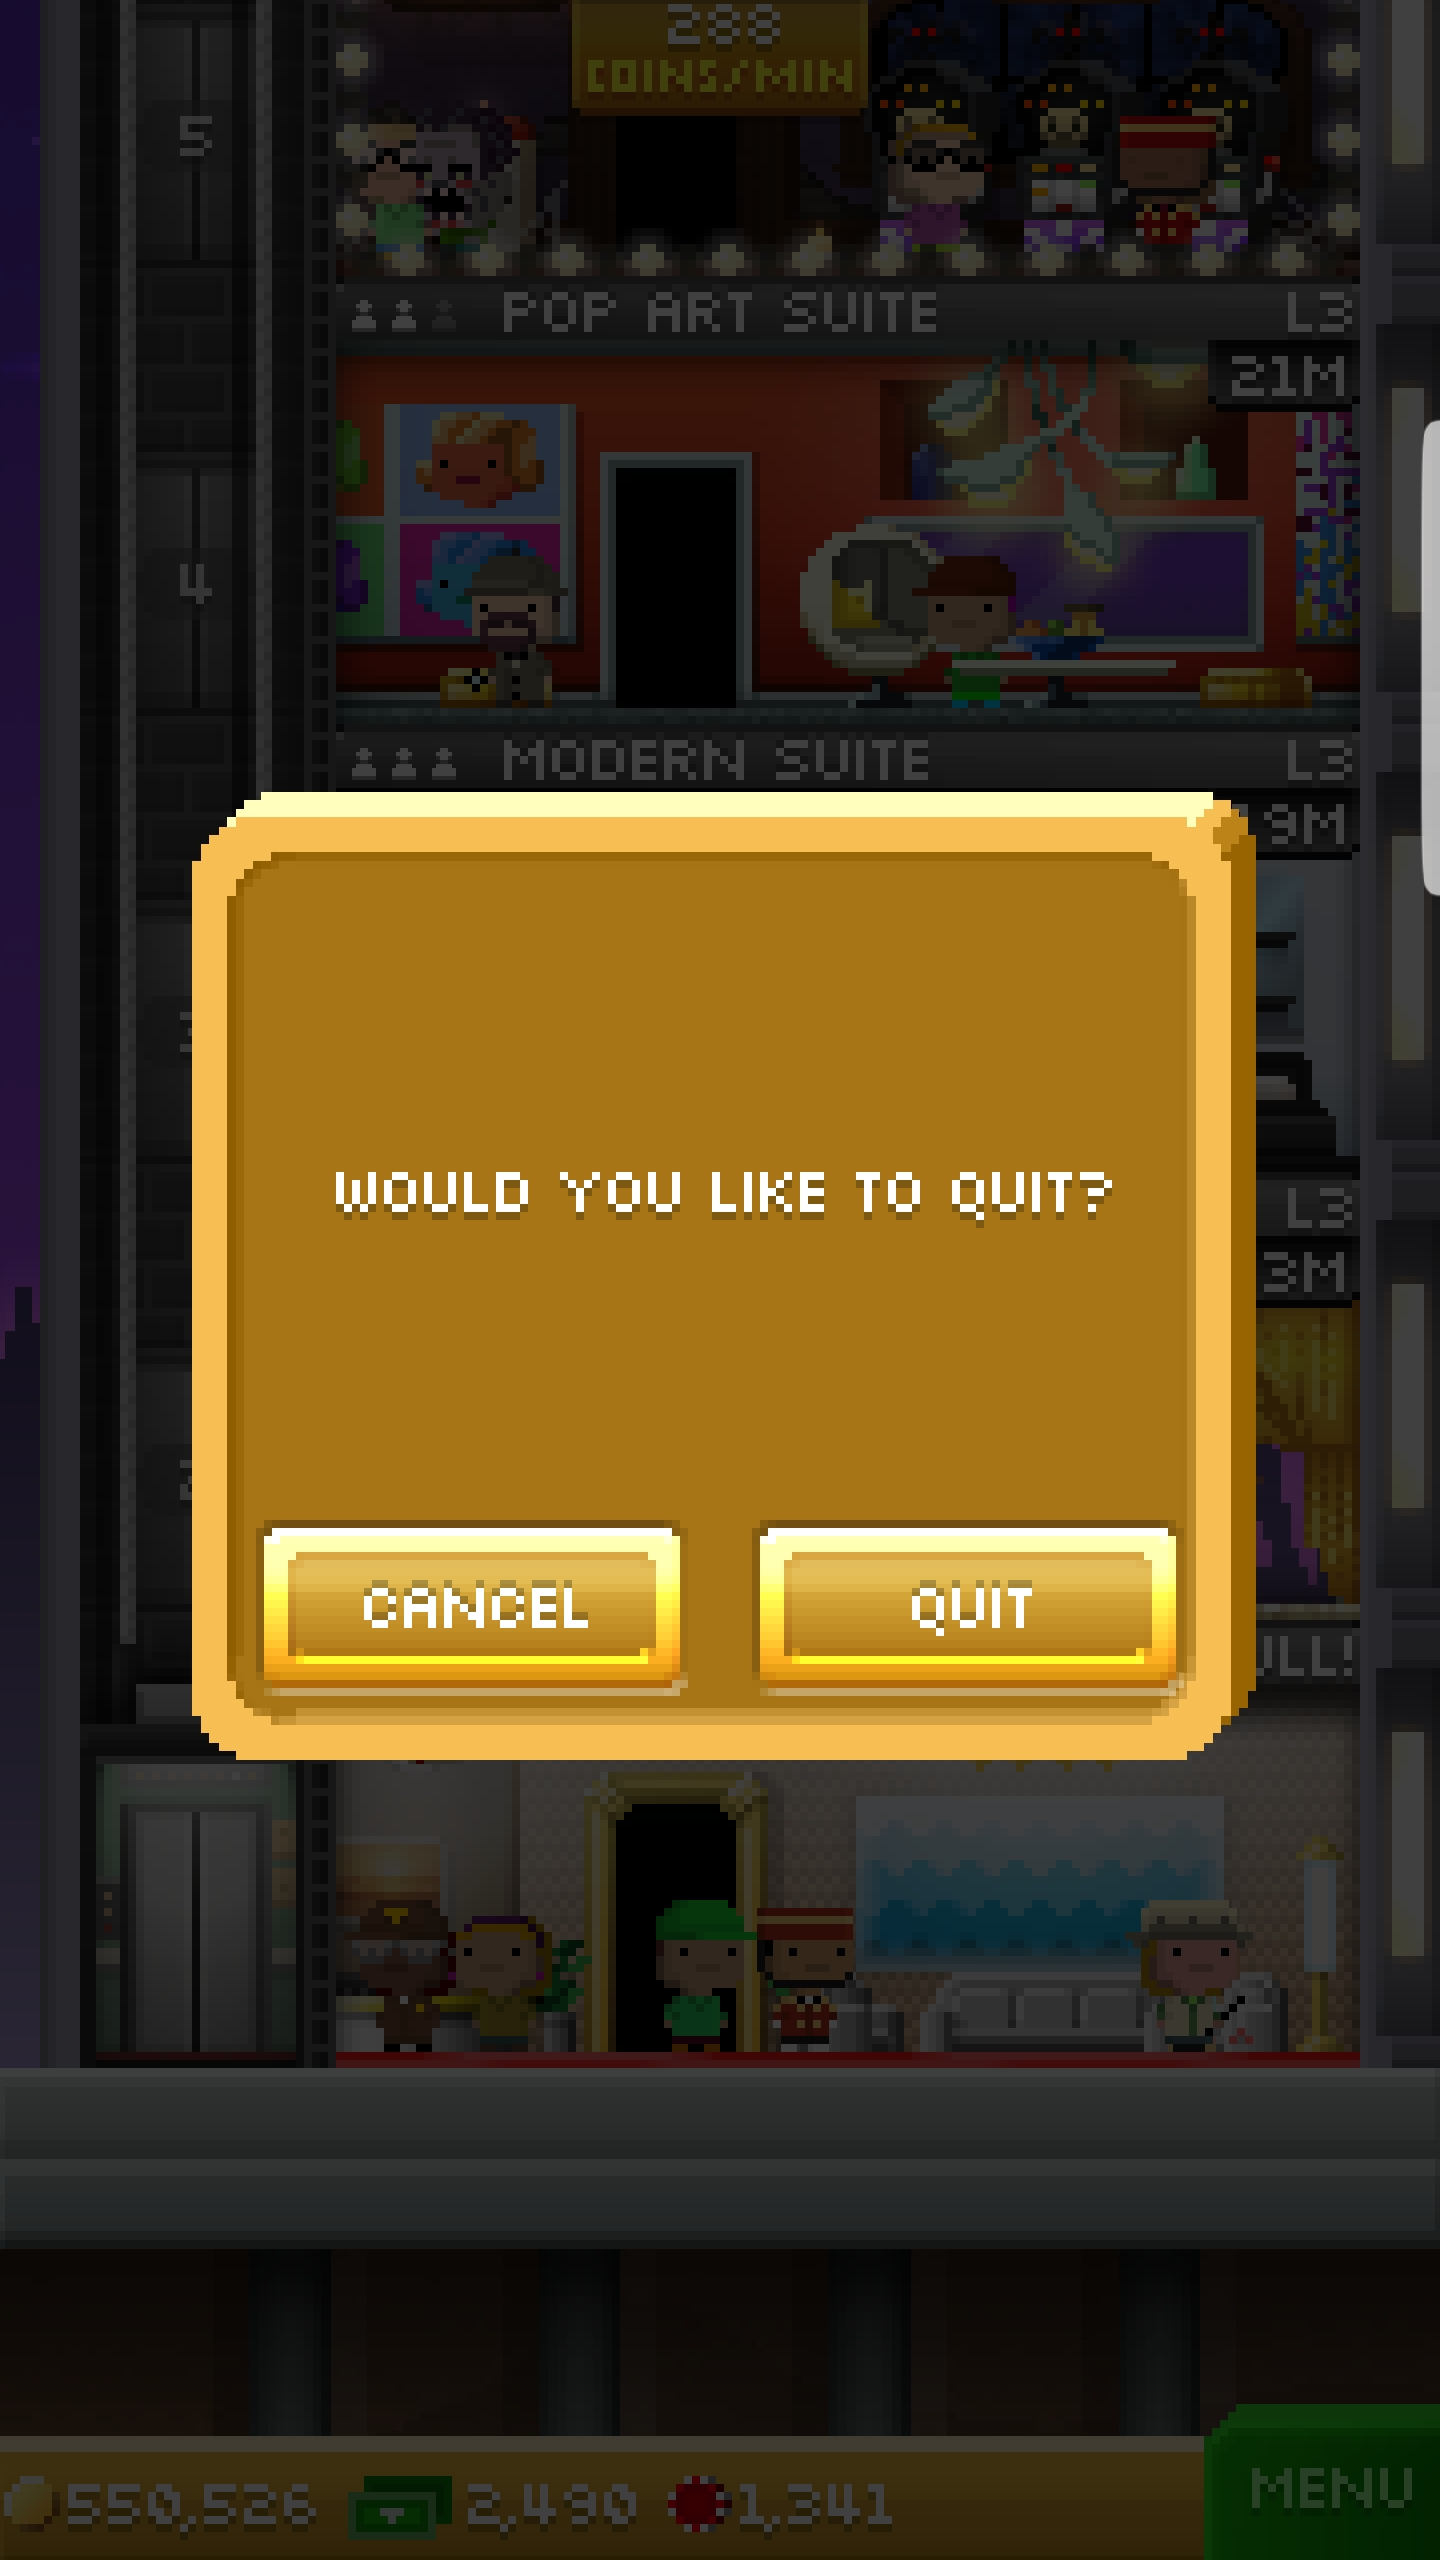 288
COINS/MIN
5
POP ART SUITE
L3
21M
4
MODERN SUITE
L3
9M
WOULD YOU LIKE TO QUIT?
L3
3M
CANCEL
QUIT
550,526
2,490
1,341
MENU